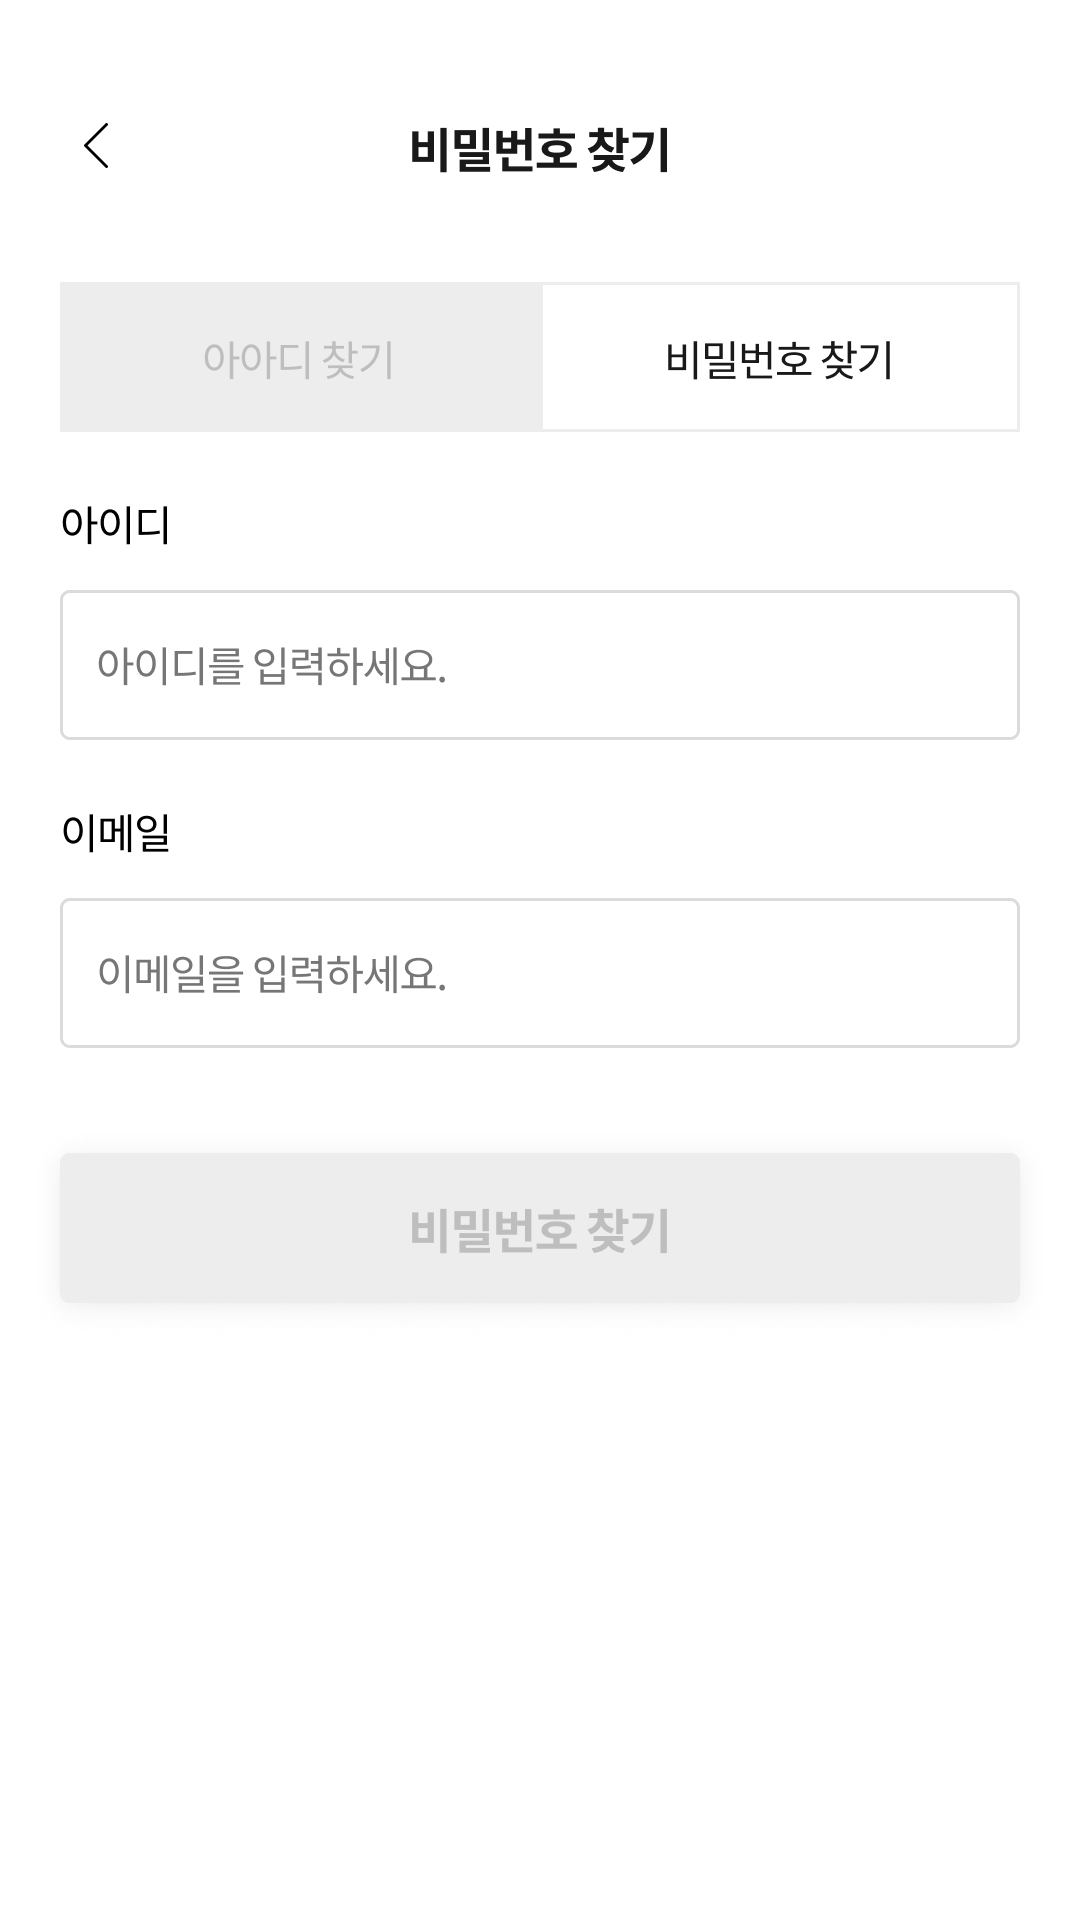 비밀번호 찾기
아아디 찾기
비밀번호 찾기
아이디
아이디를 입력하세요.
이메일
이메일을 입력하세요.
비밀번호 찾기